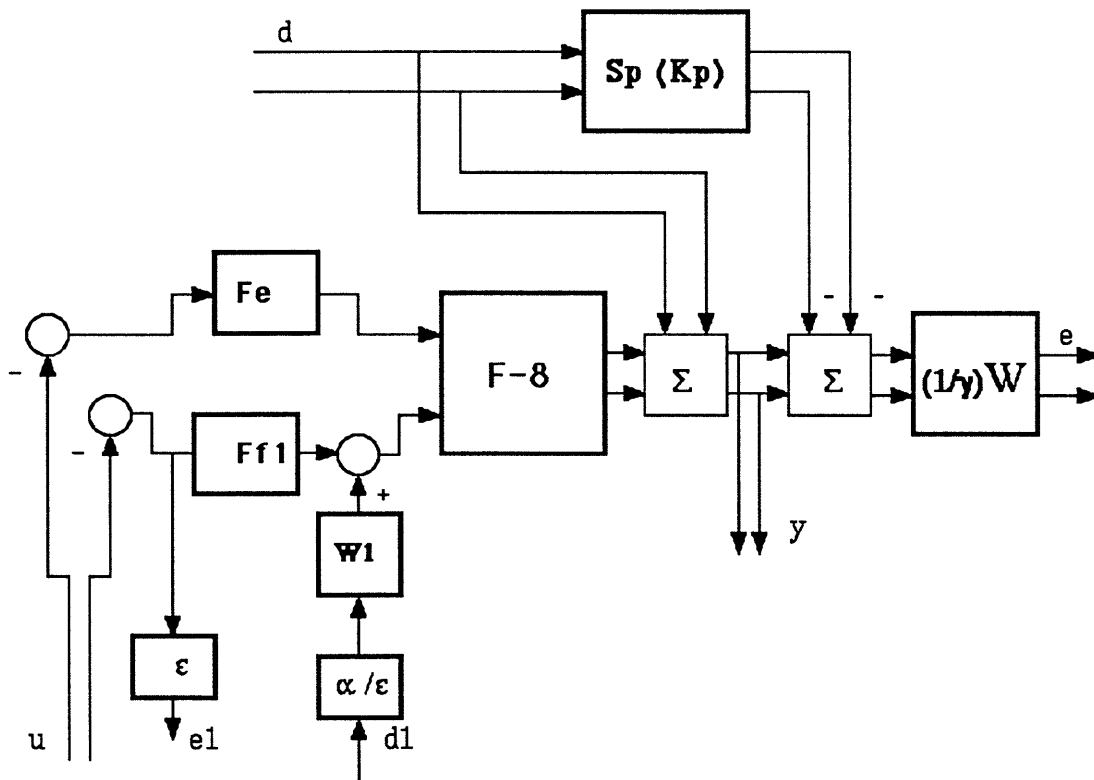 d
Sp (Kp)
Fe
-
-
-
F-8
Σ
Σ
(1/γ)W
e
-
-
Ff1
+
W1
y
ε
α/ε
u
e1
d1